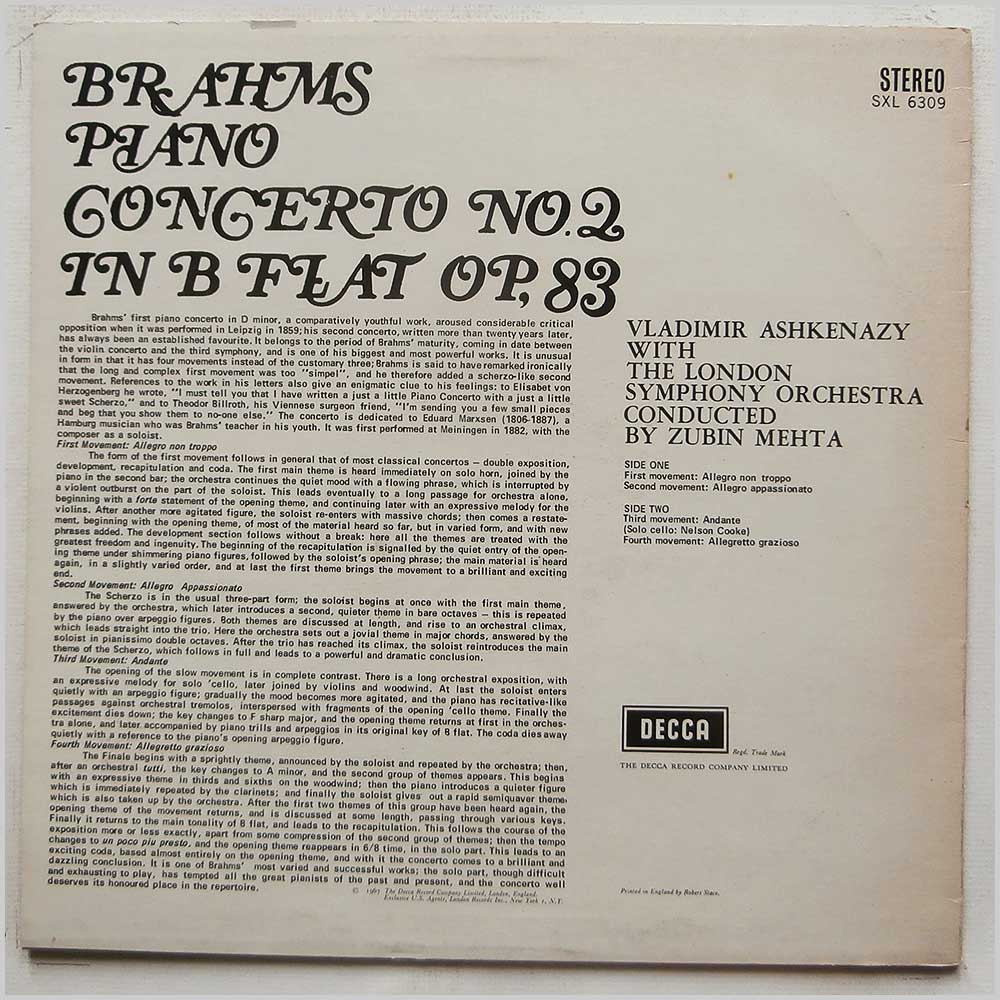 BRAHMS
PIANO
CONCERTO NO.2
IN B FLAT OP. 83
STEREO
SXL 6309
Brahms' first piano concerto in D minor, a comparatively youthful work, aroused considerable critical
opposition when it was performed in Leipzig in 1859; his second concerto, written more than twenty years later,
has always been an established favourite. It belongs to the period of Brahms' maturity, coming in date between
the violin concerto and the third symphony, and is one of his biggest and most powerful works. It is unusual
in form in that it has four movements instead of the customary three; Brahms is said to have remarked ironically
that the long and complex first movement was too "simpel", and he therefore added a scherzo-like second
movement. References to the work in his letters also give an enigmatic clue to his feelings: to Elisabet von
Herzogenberg he wrote, "I must tell you that I have written a just a little Piano Concerto with a just a little
sweet Scherzo," and to Theodor Billroth, his Viennese surgeon friend, "I'm sending you a few small pieces
and beg that you show them to no-one else." The concerto is dedicated to Eduard Marxsen (1806-1887), a
Hamburg musician who was Brahms' teacher in his youth. It was first performed at Meiningen in 1882, with the
composer as a soloist.
First Movement: Allegro non troppo
The form of the first movement follows in general that of most classical concertos – double exposition,
development, recapitulation and coda. The first main theme is heard immediately on solo horn, joined by the
piano in the second bar; the orchestra continues the quiet mood with a flowing phrase, which is interrupted by
a violent outburst on the part of the soloist. This leads eventually to a long passage for orchestra alone,
beginning with a forte statement of the opening theme, and continuing later with an expressive melody for the
violins. After another more agitated figure, the soloist re-enters with massive chords; then comes a restate-
ment, beginning with the opening theme, of most of the material heard so far, but in varied form, and with new
phrases added. The development section follows without a break: here all the themes are treated with the
greatest freedom and ingenuity. The beginning of the recapitulation is signalled by the quiet entry of the open-
ing theme under shimmering piano figures, followed by the soloist's opening phrase; the main material is heard
again, in a slightly varied order, and at last the first theme brings the movement to a brilliant and exciting
end.
Second Movement: Allegro Appassionato
The Scherzo is in the usual three-part form; the soloist begins at once with the first main theme,
answered by the orchestra, which later introduces a second, quieter theme in bare octaves – this is repeated
by the piano over arpeggio figures. Both themes are discussed at length, and rise to an orchestral climax,
which leads straight into the trio. Here the orchestra sets out a jovial theme in major chords, answered by the
soloist in pianissimo double octaves. After the trio has reached its climax, the soloist reintroduces the main
theme of the Scherzo, which follows in full and leads to a powerful and dramatic conclusion.
Third Movement: Andante
The opening of the slow movement is in complete contrast. There is a long orchestral exposition, with
an expressive melody for solo 'cello, later joined by violins and woodwind. At last the soloist enters
quietly with an arpeggio figure; gradually the mood becomes more agitated, and the piano has recitative-like
passages against orchestral tremolos, interspersed with fragments of the opening 'cello theme. Finally the
excitement dies down; the key changes to F sharp major, and the opening theme returns at first in the orches-
tra alone, and later accompanied by piano trills and arpeggios in its original key of B flat. The coda dies away
quietly with a reference to the piano's opening arpeggio figure.
Fourth Movement: Allegretto grazioso
The Finale begins with a sprightly theme, announced by the soloist and repeated by the orchestra; then,
after an orchestral tutti, the key changes to A minor, and the second group of themes appears. This begins
with an expressive theme in thirds and sixths on the woodwind; then the piano introduces a quieter figure
which is immediately repeated by the clarinets; and finally the soloist gives out a rapid semiquaver theme
which is also taken up by the orchestra. After the first two themes of this group have been heard again, the
opening theme of the movement returns, and is discussed at some length, passing through various keys.
Finally it returns to the main tonality of B flat, and leads to the recapitulation. This follows the course of the
exposition more or less exactly, apart from some compression of the second group of themes; then the tempo
changes to un poco piu presto, and the opening theme reappears in 6/8 time, in the solo part. This leads to an
exciting coda, based almost entirely on the opening theme, and with it the concerto comes to a brilliant and
dazzling conclusion. It is one of Brahms' most varied and successful works; the solo part, though difficult
and exhausting to play, has tempted all the great pianists of the past and present, and the concerto well
deserves its honoured place in the repertoire.
© 1967 The Decca Record Company Limited, London, England.
Exclusive U.S. Agents, London Records Inc., New York 1, N.Y.
VLADIMIR ASHKENAZY
WITH
THE LONDON
SYMPHONY ORCHESTRA
CONDUCTED
BY ZUBIN MEHTA
SIDE ONE
First movement: Allegro non troppo
Second movement: Allegro appassionato
SIDE TWO
Third movement: Andante
(Solo cello: Nelson Cooke)
Fourth movement: Allegretto grazioso
DECCA
Regd. Trade Mark
THE DECCA RECORD COMPANY LIMITED
Printed in England by Robert Stace.